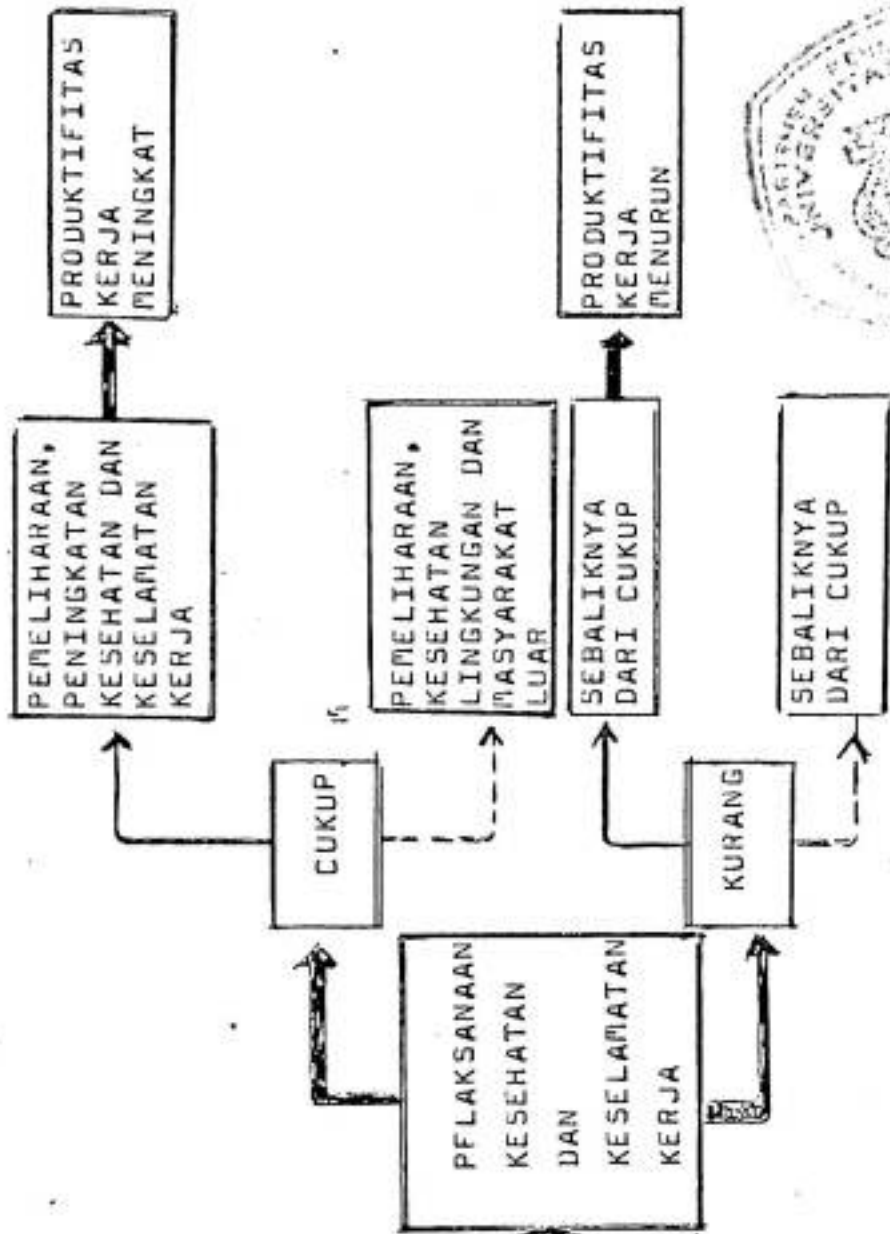 PFLAKSANAAN
KESEHATAN
DAN
KESELAMATAN
KERJA
CUKUP
KURANG
PEMELIHARAAN,
PENINGKATAN
KESEHATAN DAN
KESELAMATAN
KERJA
PEMELIHARAAN,
KESEHATAN
LINGKUNGAN DAN
MASYARAKAT
LUAR
SEBALIKNYA
DARI CUKUP
SEBALIKNYA
DARI CUKUP
PRODUKTIFITAS
KERJA
MENINGKAT
PRODUKTIFITAS
KERJA
MENURUN